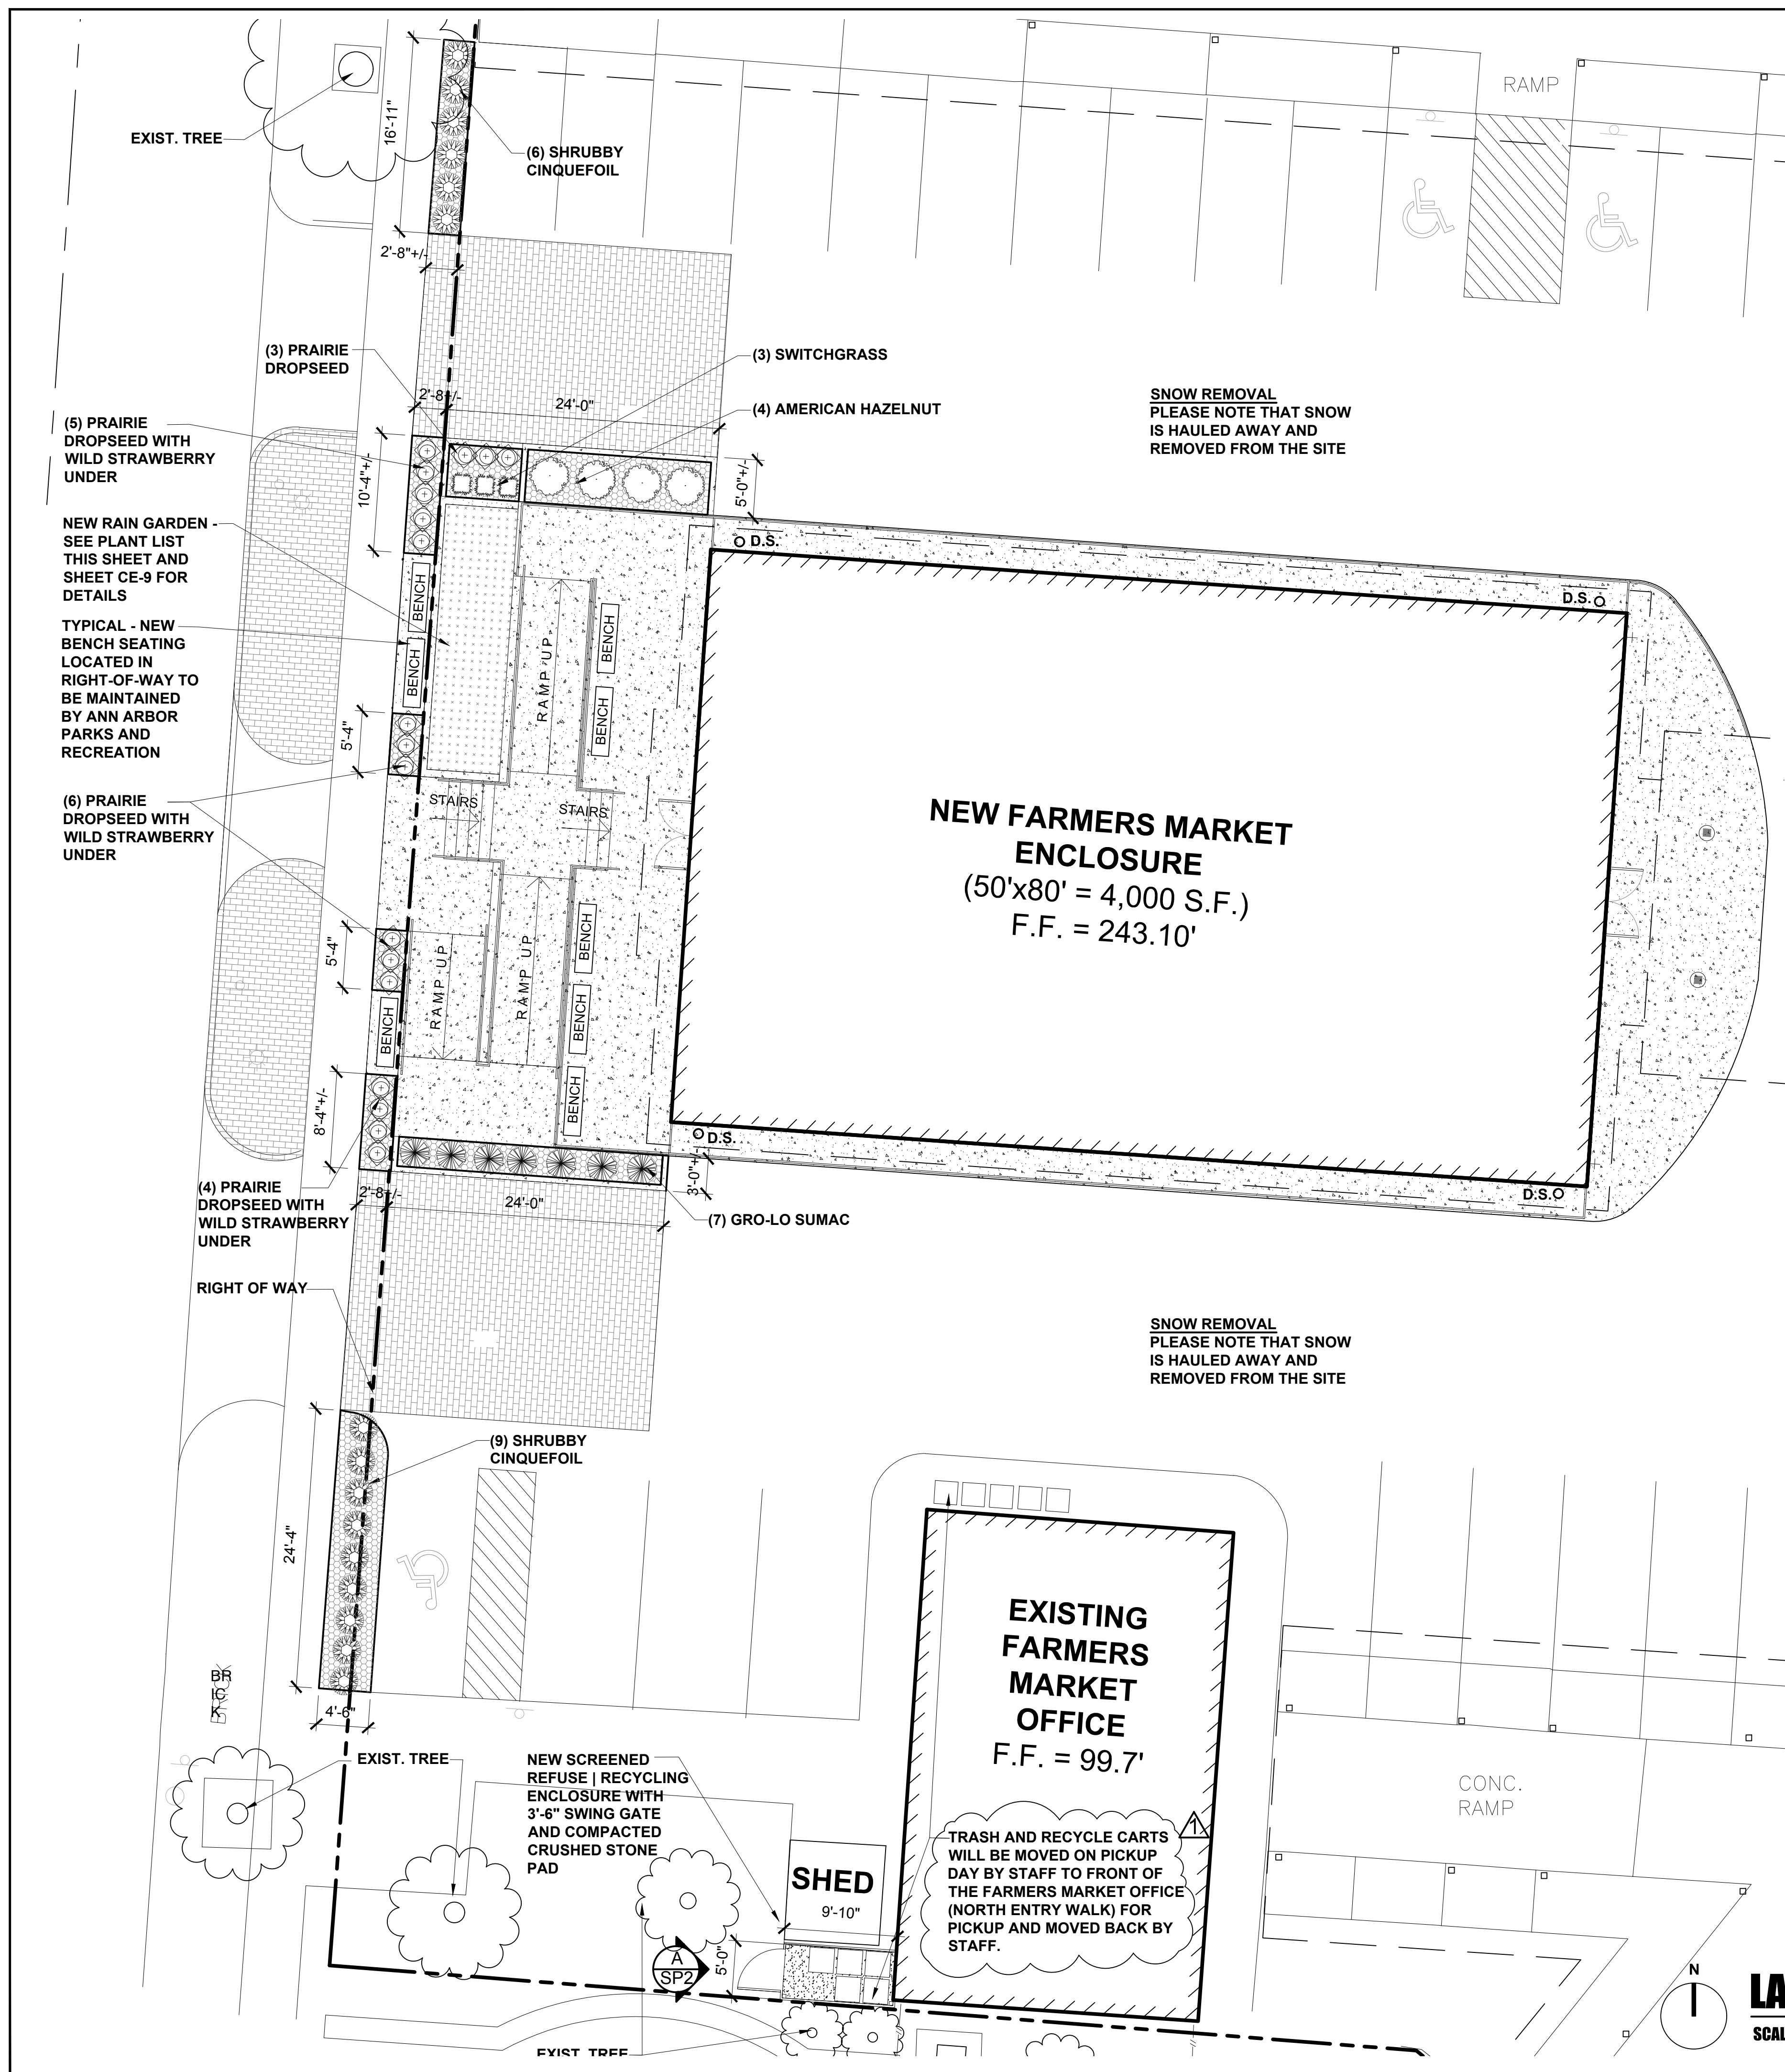 RAMP
EXIST. TREE
16'-11"
(6) SHRUBBY
CINQUEFOIL
2'-8"+/-
(3) PRAIRIE
DROPSEED
(3) SWITCHGRASS
2'-8+/-
24'-0"
(4) AMERICAN HAZELNUT
SNOW REMOVAL
PLEASE NOTE THAT SNOW
IS HAULED AWAY AND
REMOVED FROM THE SITE
(5) PRAIRIE
DROPSEED WITH
WILD STRAWBERRY
UNDER
10'-4"+/-
5'-0"+/-
NEW RAIN GARDEN -
SEE PLANT LIST
THIS SHEET AND
SHEET CE-9 FOR
DETAILS
D.S.
D.S.
BENCH
BENCH
BENCH
BENCH
RAMP UP
TYPICAL - NEW
BENCH SEATING
LOCATED IN
RIGHT-OF-WAY TO
BE MAINTAINED
BY ANN ARBOR
PARKS AND
RECREATION
5'-4"
STAIRS
STAIRS
(6) PRAIRIE
DROPSEED WITH
WILD STRAWBERRY
UNDER
NEW FARMERS MARKET
ENCLOSURE
(50'x80' = 4,000 S.F.)
F.F. = 243.10'
5'-4"
RAMP UP
RAMP UP
BENCH
BENCH
BENCH
BENCH
8'-4"+/-
D.S.
D.S.
3'-0"+/-
(4) PRAIRIE
DROPSEED WITH
WILD STRAWBERRY
UNDER
2'-8+/-
24'-0"
(7) GRO-LO SUMAC
RIGHT OF WAY
SNOW REMOVAL
PLEASE NOTE THAT SNOW
IS HAULED AWAY AND
REMOVED FROM THE SITE
(9) SHRUBBY
CINQUEFOIL
24'-4"
EXISTING
FARMERS
MARKET
OFFICE
F.F. = 99.7'
BR
IC
K
4'-6"
EXIST. TREE
NEW SCREENED
REFUSE | RECYCLING
ENCLOSURE WITH
3'-6" SWING GATE
AND COMPACTED
CRUSHED STONE
PAD
CONC.
RAMP
1
TRASH AND RECYCLE CARTS
WILL BE MOVED ON PICKUP
DAY BY STAFF TO FRONT OF
THE FARMERS MARKET OFFICE
(NORTH ENTRY WALK) FOR
PICKUP AND MOVED BACK BY
STAFF.
SHED
9'-10"
A
SP2
5'-0"
N
LA
SCAL
EXIST. TREE